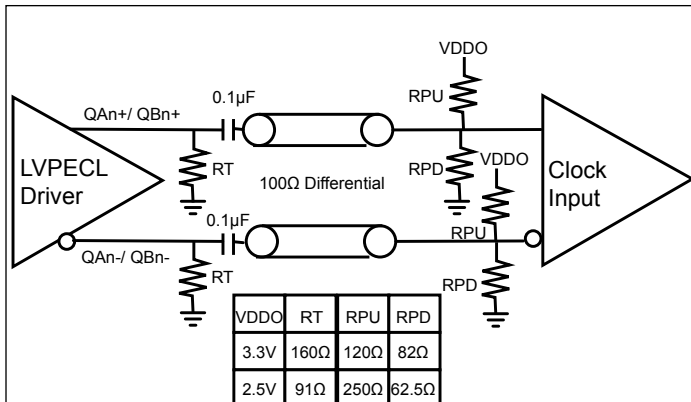 VDDO
QAn+/ QBn+
0.1µF
RPU
LVPECL
Driver
RT
100Ω Differential
RPD
VDDO
Clock
Input
0.1µF
RPU
QAn-/ QBn-
RT
RPD
VDDO RT RPU RPD
3.3V 160Ω 120Ω 82Ω
2.5V 91Ω 250Ω 62.5Ω